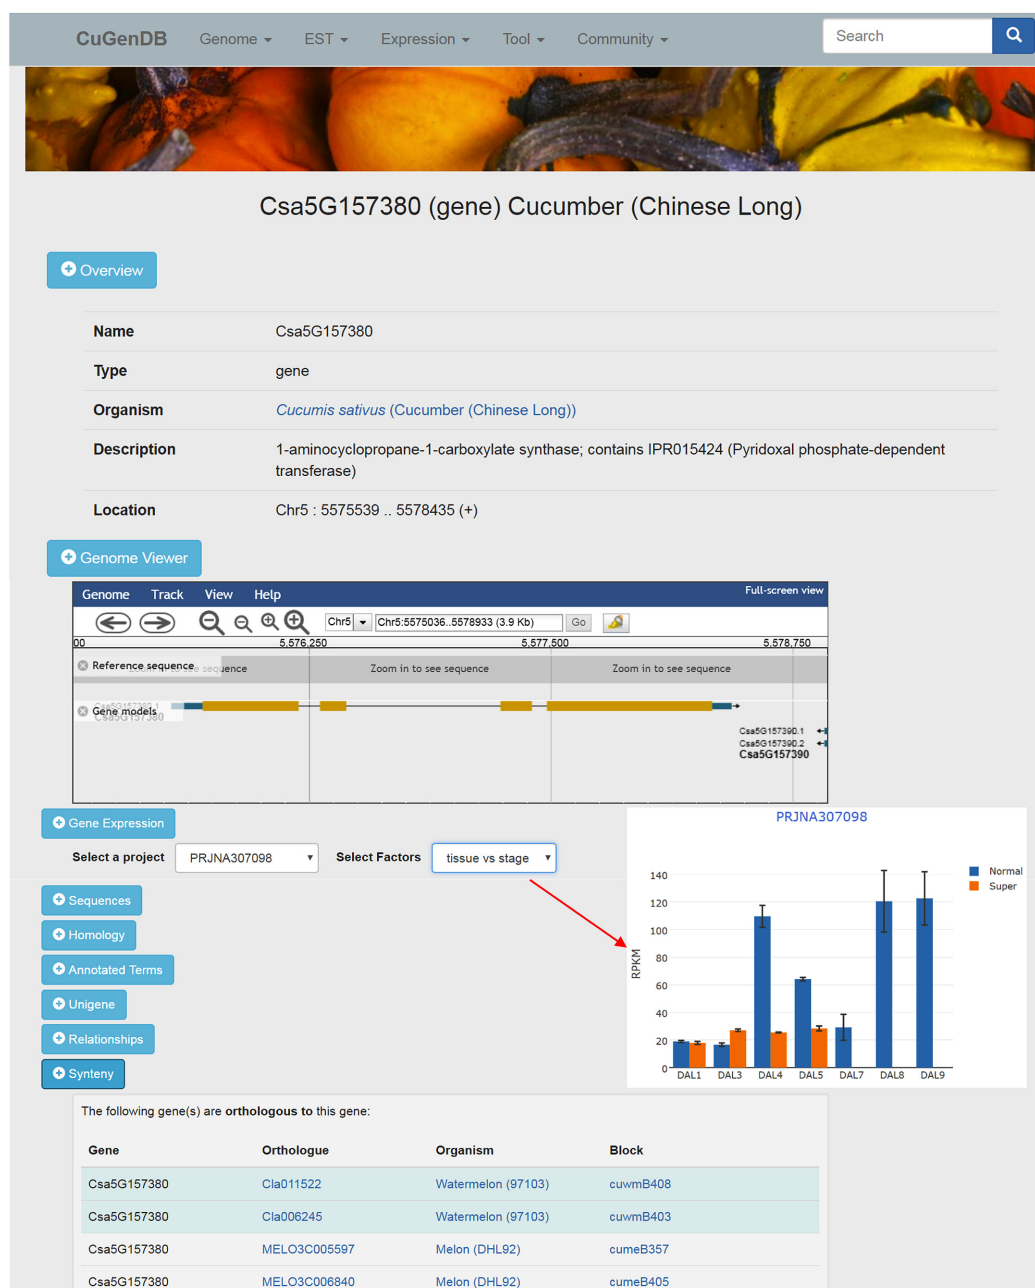 CuGenDB Genome EST Expression Tool Community Search
Csa5G157380 (gene) Cucumber (Chinese Long)
Overview
Name Csa5G157380
Type gene
Organism Cucumis sativus (Cucumber (Chinese Long))
Description 1-aminocyclopropane-1-carboxylate synthase; contains IPR015424 (Pyridoxal phosphate-dependent
transferase)
Location Chr5 : 5575539 .. 5578435 (+)
Genome Viewer
Genome Track View Help Full-screen view
Chr5 Chr5:5575036..5578933 (3.9 Kb) Go
00 5,576,250 5,577,500 5,578,750
Reference sequence Zoom in to see sequence Zoom in to see sequence
Csa5G157380.1
Gene models
Csa5G157380
Csa5G157390.1
Csa5G157390.2
Csa5G157390
Gene Expression
Select a project PRJNA307098 Select Factors tissue vs stage
PRJNA307098
Normal
Super
RPKM
140
120
100
80
60
40
20
0
DAL1 DAL3 DAL4 DAL5 DAL7 DAL8 DAL9
Sequences
Homology
Annotated Terms
Unigene
Relationships
Synteny
The following gene(s) are orthologous to this gene:
Gene Orthologue Organism Block
Csa5G157380 Cla011522 Watermelon (97103) cuwmB408
Csa5G157380 Cla006245 Watermelon (97103) cuwmB403
Csa5G157380 MELO3C005597 Melon (DHL92) cumeB357
Csa5G157380 MELO3C006840 Melon (DHL92) cumeB405